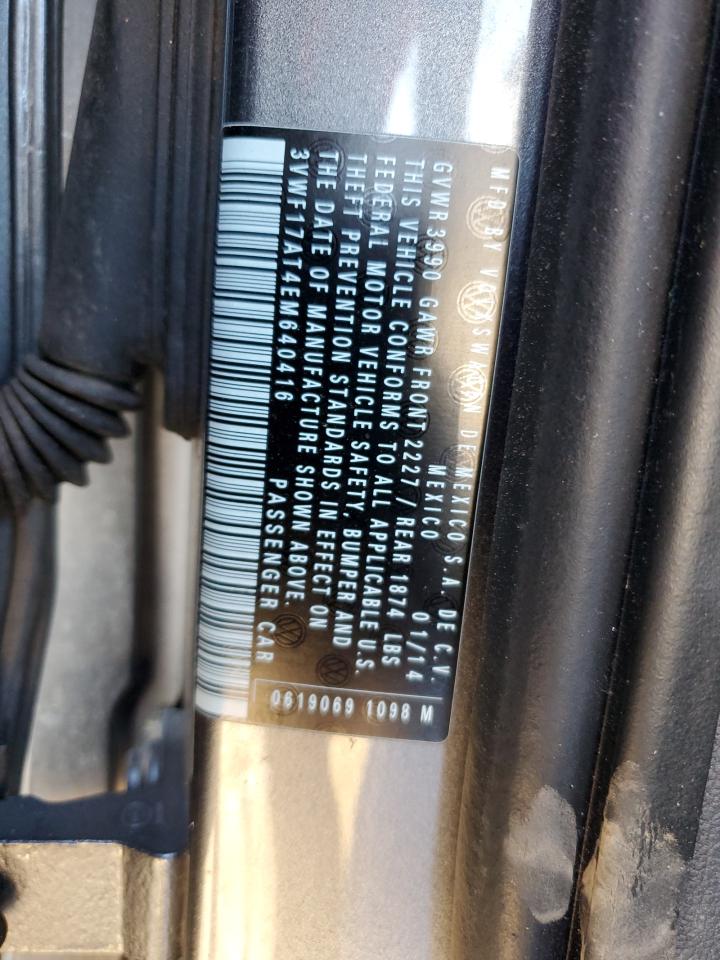 MFD BY VOLKSWAGEN DE MEXICO S.A. DE C.V.
MEXICO 01/14
GVWR 3990 GAWR FRONT 2227 / REAR 1874 LBS
THIS VEHICLE CONFORMS TO ALL APPLICABLE U.S.
FEDERAL MOTOR VEHICLE SAFETY, BUMPER AND
THEFT PREVENTION STANDARDS IN EFFECT ON
THE DATE OF MANUFACTURE SHOWN ABOVE.
3VWF17AT4EM640416 PASSENGER CAR
0619069 1098 M